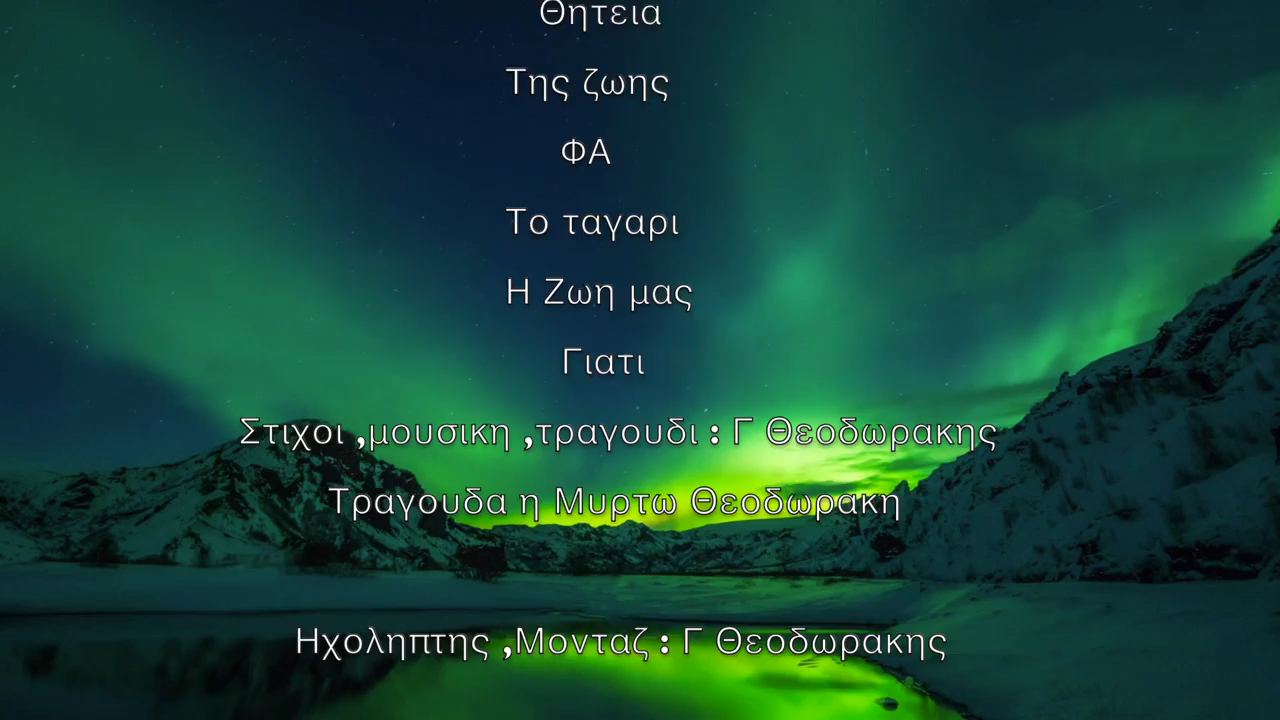 Θητεια
Της ζωης
ΦΑ
Το ταγαρι
Η Ζωη μας
Γιατι
Στιχοι ,μουσικη ,τραγουδι : Γ Θεοδωρακης
Τραγουδα η Μυρτω Θεοδωρακη
Ηχοληπτης ,Μονταζ : Γ Θεοδωρακης